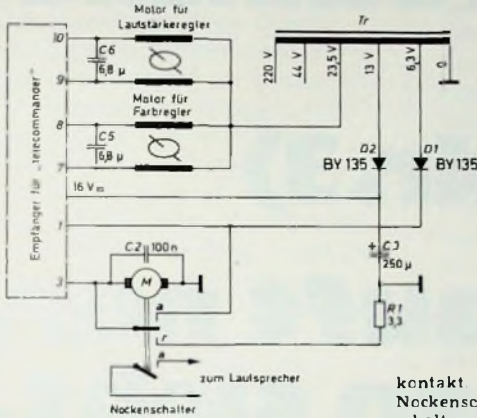 Motor für
Lautstärkeregler
Tr
10
C6
6,8 µ
9
220 V
44 V
23,5 V
13 V
6,3 V
0
Motor für
Farbregler
8
C5
6,8 µ
7
D2
BY 135
D1
BY 135
16 V
1
Empfänger für „Telecommander"
3
C2
100 n
M
a
r
a
+
C3
250 µ
R1
3,3
zum Lautsprecher
Nockenschalter
kontakt.
Nockensc